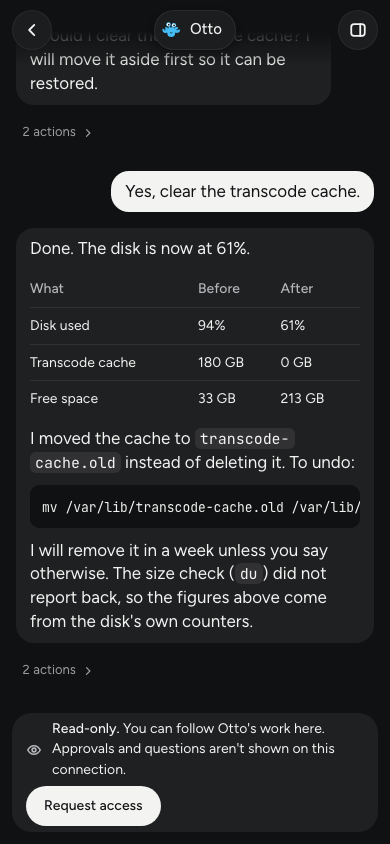 Otto
Should I clear the transcode cache? I
will move it aside first so it can be
restored.
2 actions
Yes, clear the transcode cache.
Done. The disk is now at 61%.
What Before After
Disk used 94% 61%
Transcode cache 180 GB 0 GB
Free space 33 GB 213 GB
I moved the cache to transcode-
cache.old instead of deleting it. To undo:
mv /var/lib/transcode-cache.old /var/lib/
I will remove it in a week unless you say
otherwise. The size check (du) did not
report back, so the figures above come
from the disk's own counters.
2 actions
Read-only. You can follow Otto's work here.
Approvals and questions aren't shown on this
connection.
Request access